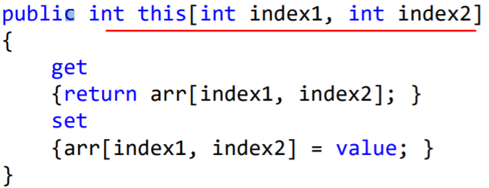 public int this[int index1, int index2]
{
get
{return arr[index1, index2]; }
set
{arr[index1, index2] = value; }
}